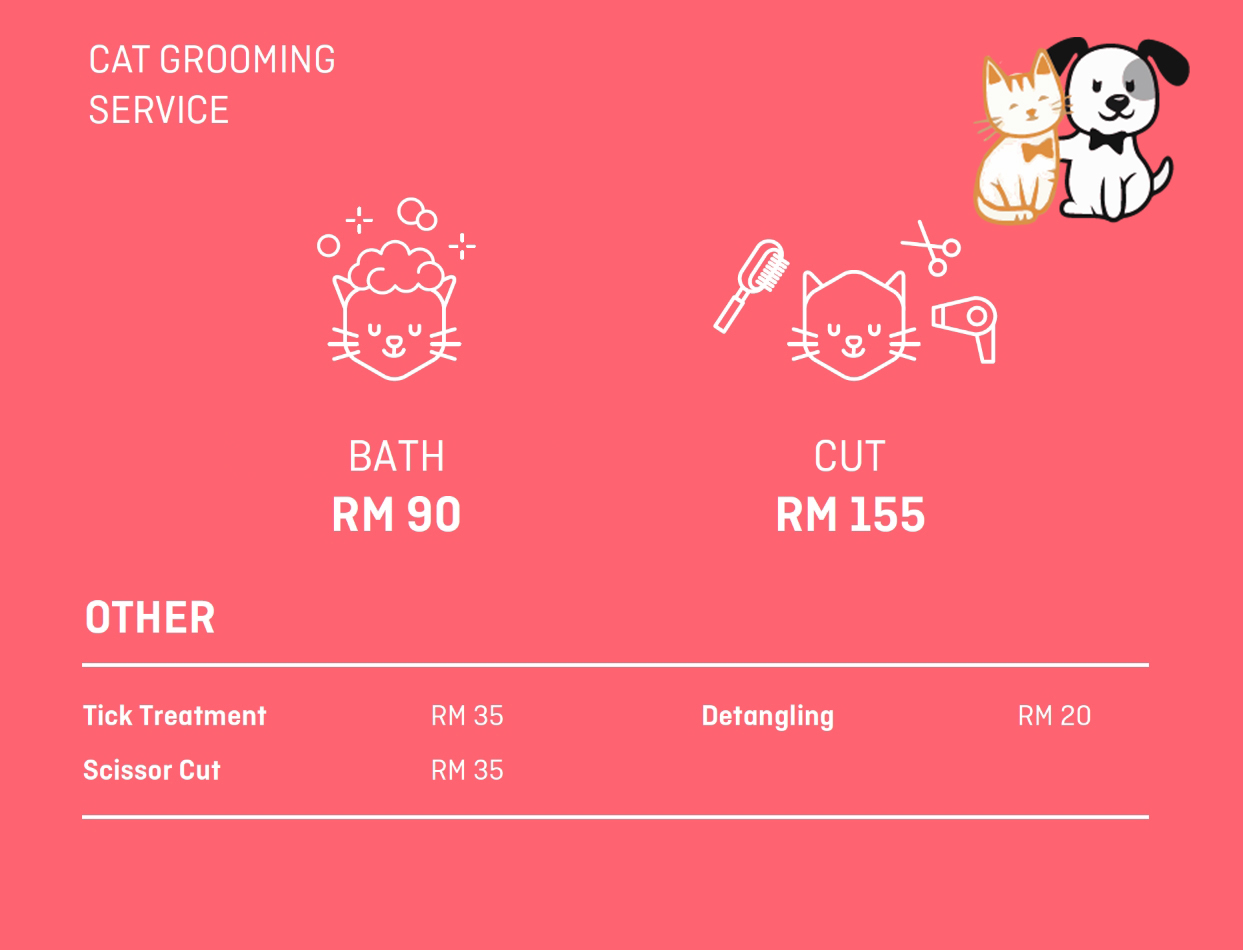 CAT GROOMING
SERVICE
BATH
RM 90
CUT
RM 155
OTHER
Tick Treatment RM 35 Detangling RM 20
Scissor Cut RM 35